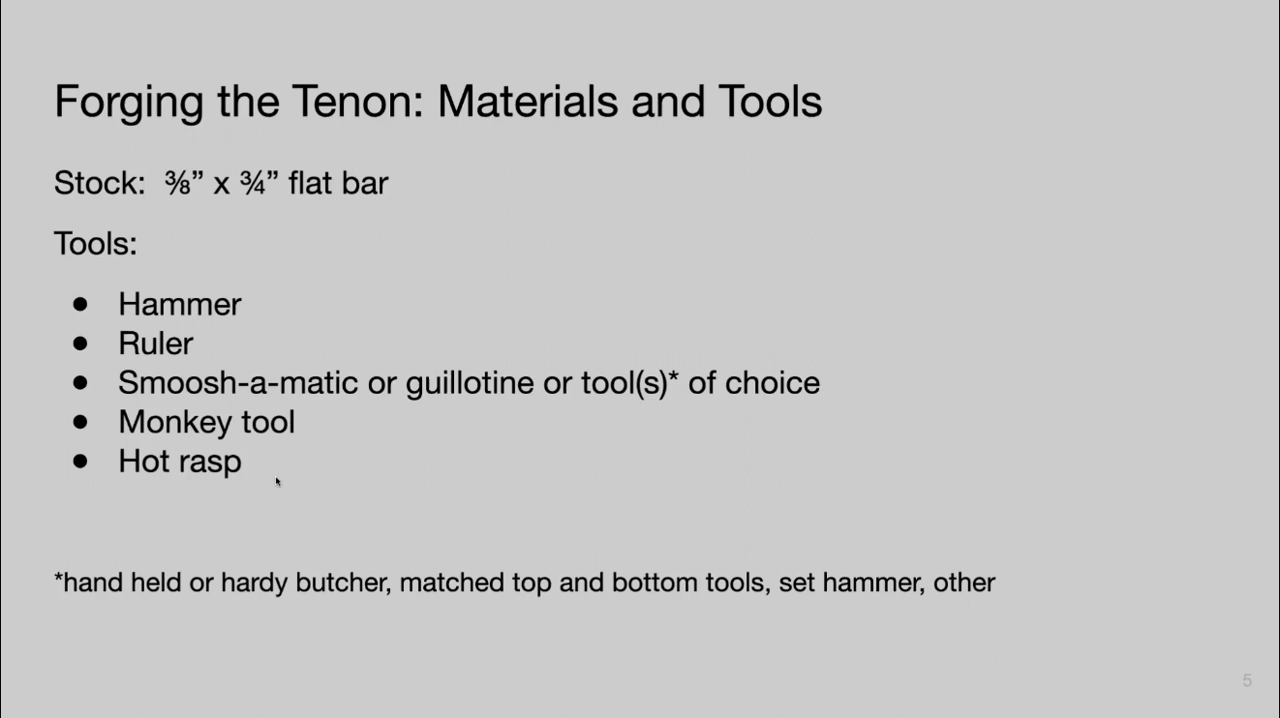 Forging the Tenon: Materials and Tools
Stock: ⅜” x ¾” flat bar
Tools:
● Hammer
● Ruler
● Smoosh-a-matic or guillotine or tool(s)* of choice
● Monkey tool
● Hot rasp
*hand held or hardy butcher, matched top and bottom tools, set hammer, other
5